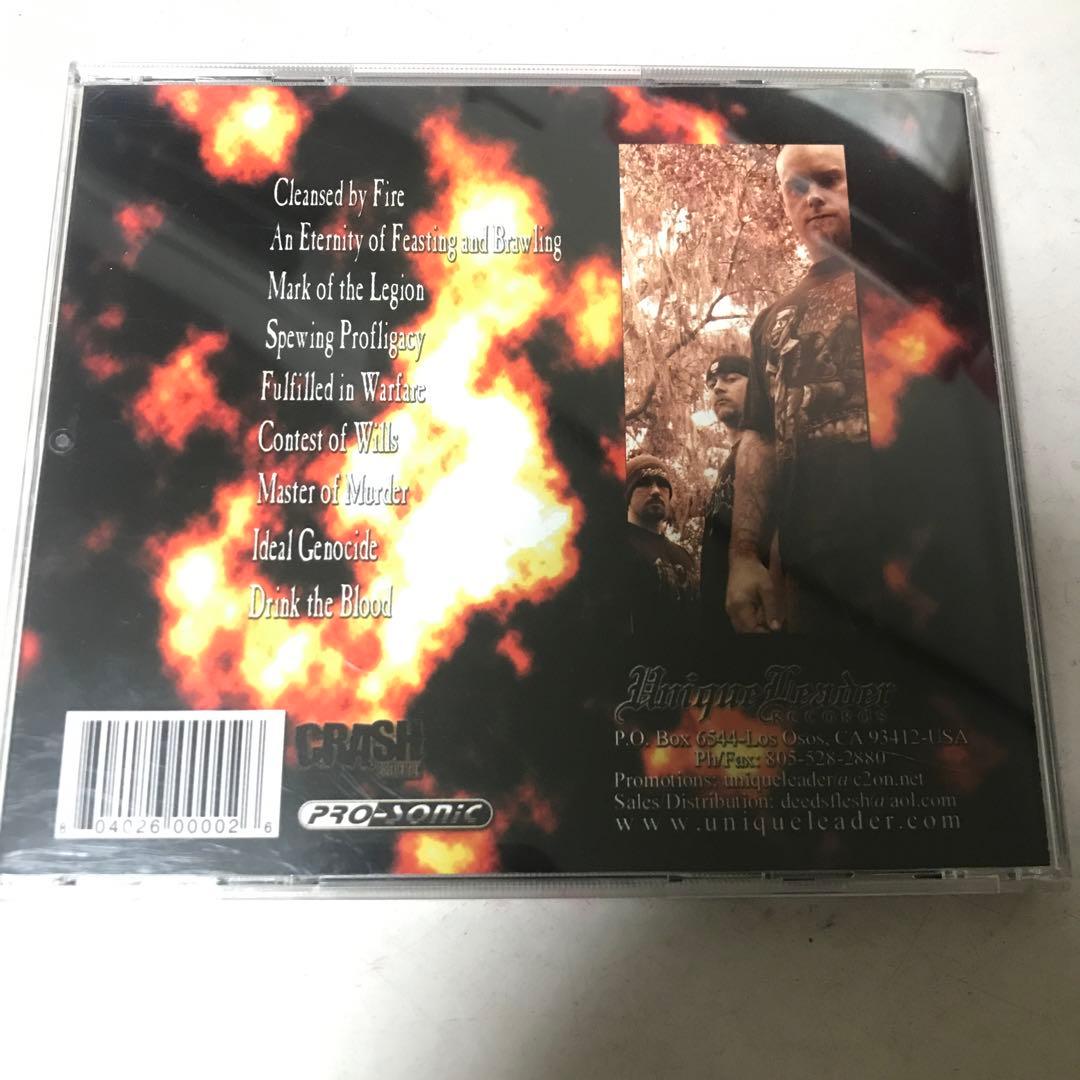 Cleansed by Fire
An Eternity of Feasting and Brawling
Mark of the Legion
Spewing Profligacy
Fulfilled in Warfare
Contest of Wills
Master of Murder
Ideal Genocide
Drink the Blood
Unique Leader
RECORDS
P.O. Box 6544-Los Osos, CA 93412-USA
Ph/Fax: 805-528-2880
Promotions: uniqueleader@c2on.net
Sales/Distribution: deedsflesh@aol.com
www.uniqueleader.com
CRASH
PRO-SONIC
8 04026 00002 6